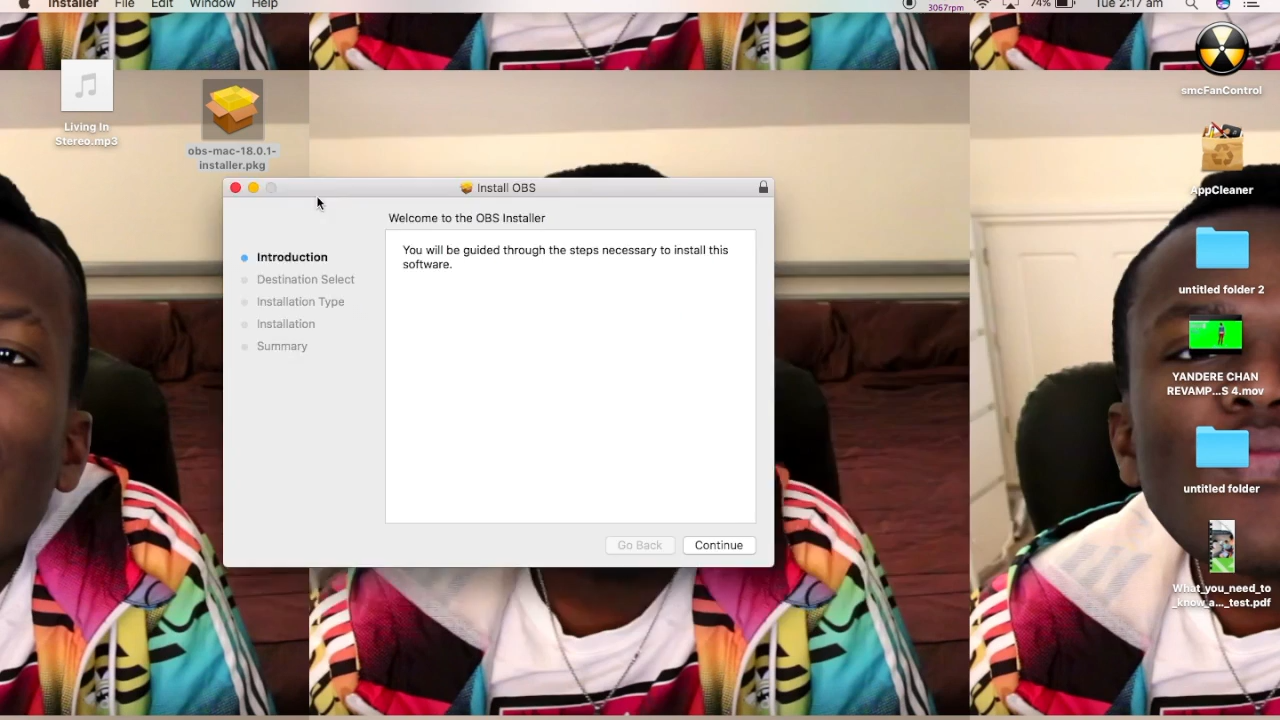 Installer File Edit Window Help
3067rpm 74% Tue 2:17 am
Living In
Stereo.mp3
obs-mac-18.0.1-
installer.pkg
smcFanControl
AppCleaner
untitled folder 2
YANDERE CHAN
REVAMP...S 4.mov
untitled folder
What_you_need_to
_know_a..._test.pdf
Install OBS
Welcome to the OBS Installer
Introduction
Destination Select
Installation Type
Installation
Summary
You will be guided through the steps necessary to install this
software.
Go Back
Continue